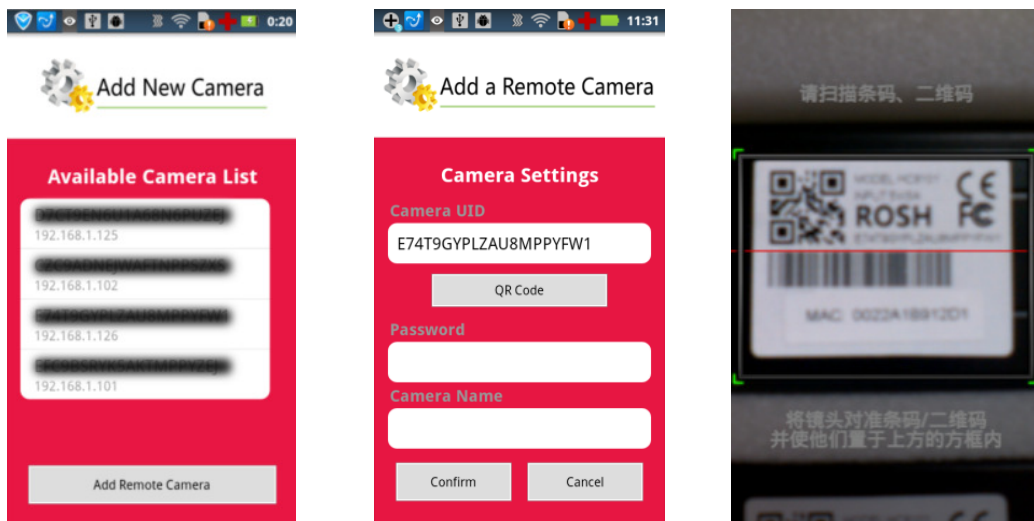 0:20
Add New Camera
Available Camera List
192.168.1.125
192.168.1.102
192.168.1.126
192.168.1.101
Add Remote Camera
11:31
Add a Remote Camera
Camera Settings
Camera UID
E74T9GYPLZAU8MPPYFW1
QR Code
Password
Camera Name
Confirm
Cancel
请扫描条码、二维码
MODEL
CE
ROSH
FC
MAC: 0022A1B912D1
将镜头对准条码/二维码
并使他们置于上方的方框内